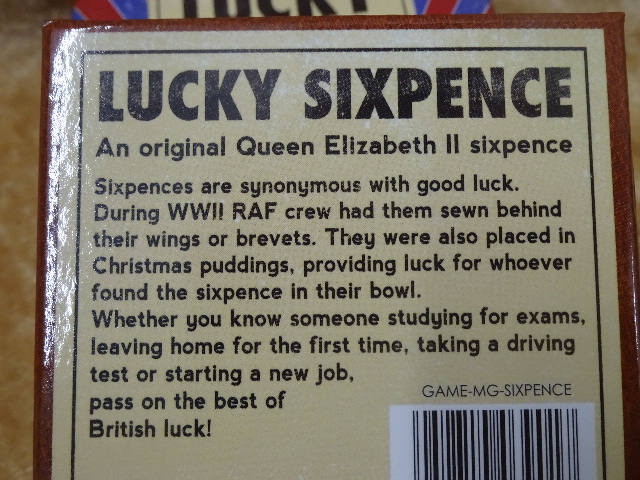 LUCKY
LUCKY SIXPENCE
An original Queen Elizabeth II sixpence
Sixpences are synonymous with good luck.
During WWII RAF crew had them sewn behind
their wings or brevets. They were also placed in
Christmas puddings, providing luck for whoever
found the sixpence in their bowl.
Whether you know someone studying for exams,
leaving home for the first time, taking a driving
test or starting a new job,
pass on the best of
British luck!
GAME-MG-SIXPENCE